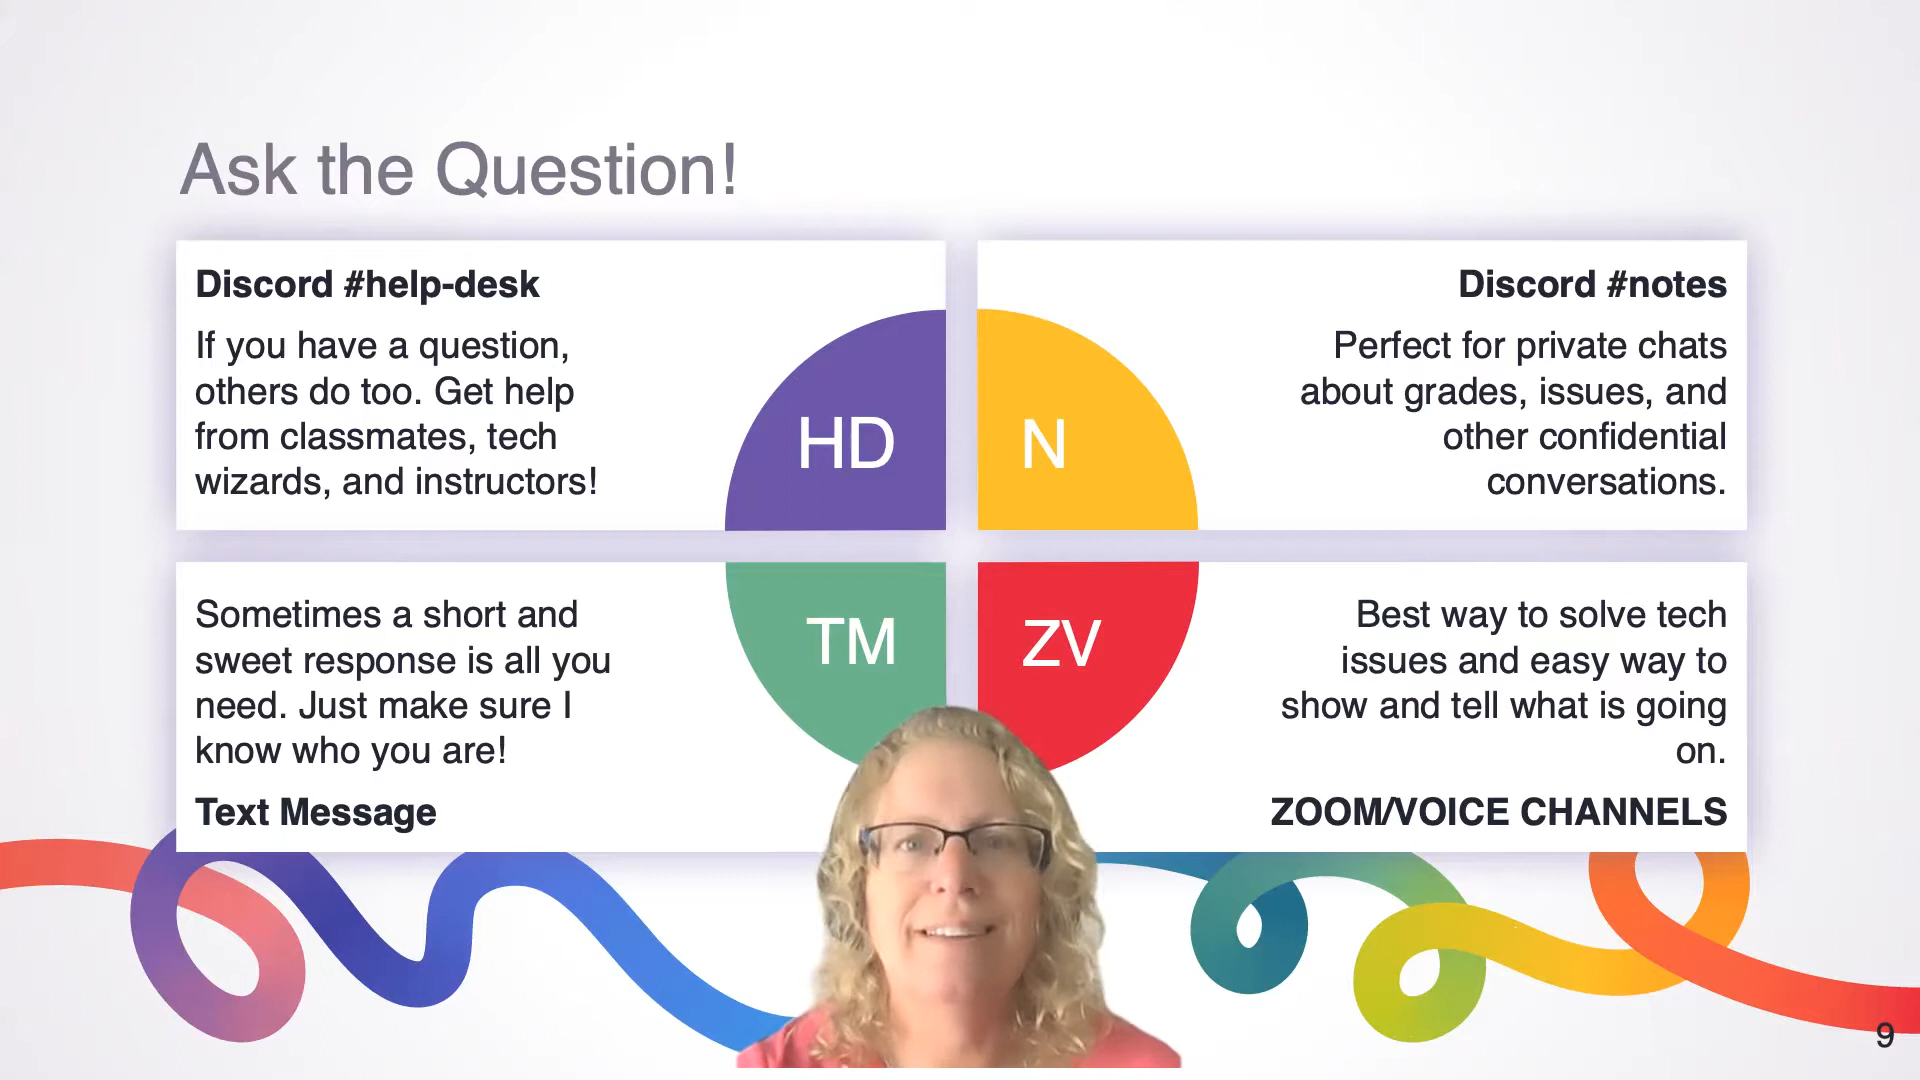 Ask the Question!
Discord #help-desk
If you have a question,
others do too. Get help
from classmates, tech
wizards, and instructors!
HD
N
Discord #notes
Perfect for private chats
about grades, issues, and
other confidential
conversations.
Sometimes a short and
sweet response is all you
need. Just make sure I
know who you are!
Text Message
TM
ZV
Best way to solve tech
issues and easy way to
show and tell what is going
on.
ZOOM/VOICE CHANNELS
9